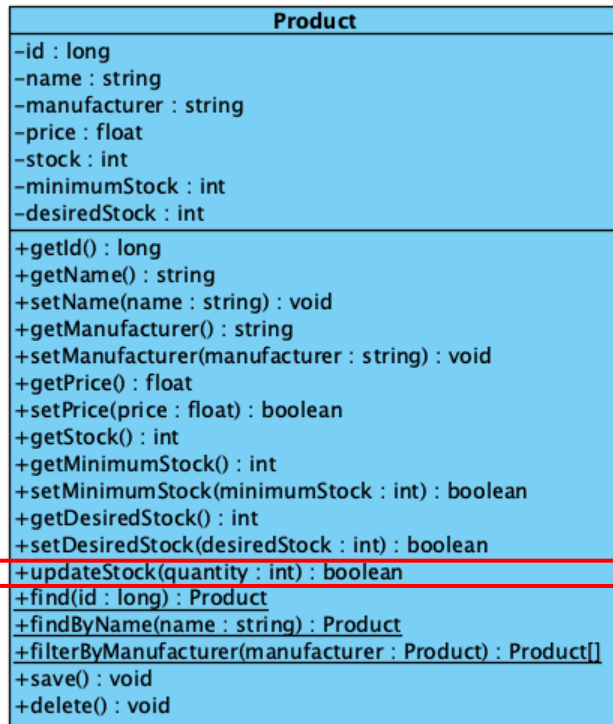 Product
-id : long
-name : string
-manufacturer : string
-price : float
-stock : int
-minimumStock : int
-desiredStock : int
+getId() : long
+getName() : string
+setName(name : string) : void
+getManufacturer() : string
+setManufacturer(manufacturer : string) : void
+getPrice() : float
+setPrice(price : float) : boolean
+getStock() : int
+getMinimumStock() : int
+setMinimumStock(minimumStock : int) : boolean
+getDesiredStock() : int
+setDesiredStock(desiredStock : int) : boolean
+updateStock(quantity : int) : boolean
+find(id : long) : Product
+findByName(name : string) : Product
+filterByManufacturer(manufacturer : Product) : Product[]
+save() : void
+delete() : void